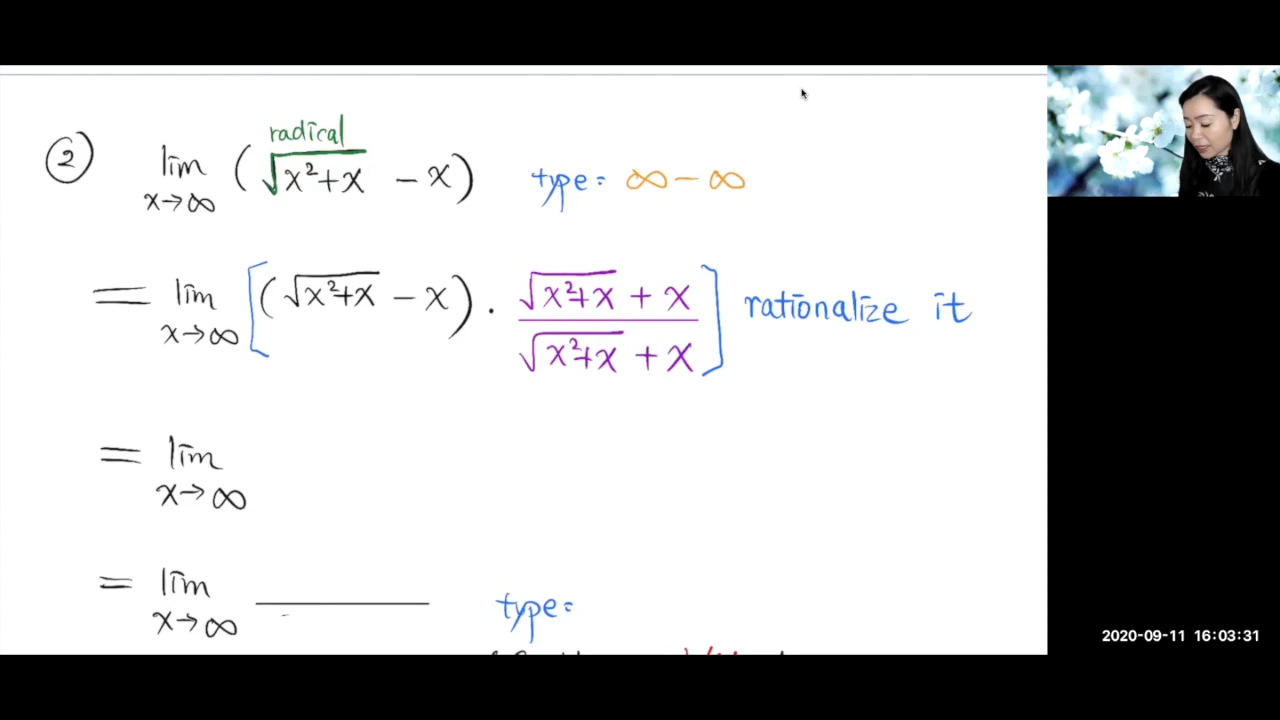 ② lim x→∞ (√x²+x − x) radical type: ∞ − ∞
= lim x→∞ [(√x²+x − x) · √x²+x + x / √x²+x + x] rationalize it
= lim x→∞
= lim x→∞ type:
2020-09-11 16:03:31